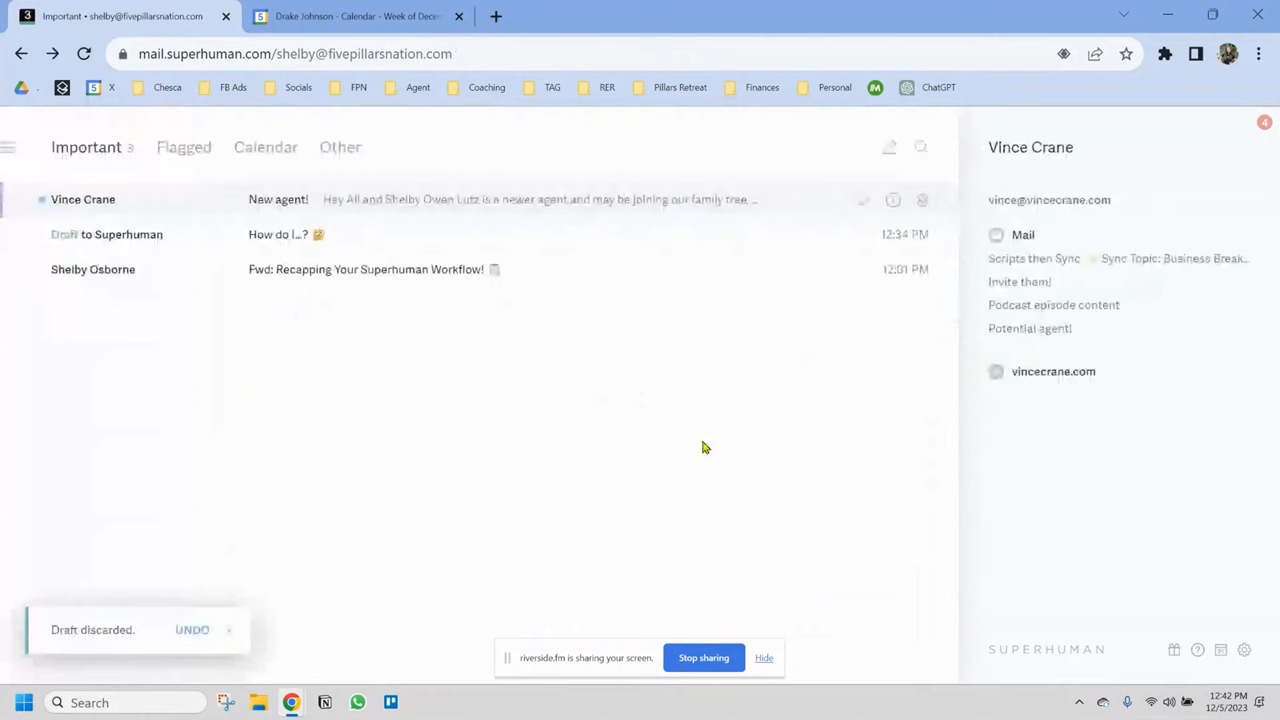 Important • shelby@fivepillarsnation.com
Drake Johnson - Calendar - Week of Decem
mail.superhuman.com/shelby@fivepillarsnation.com
X
Chesca
FB Ads
Socials
FPN
Agent
Coaching
TAG
RER
Pillars Retreat
Finances
Personal
ChatGPT
4
Important 3
Flagged
Calendar
Other
Vince Crane
Vince Crane
New agent!
Hey All and Shelby Owen Lutz is a newer agent and may be joining our family tree, ...
vince@vincecrane.com
Draft to Superhuman
How do I...?
12:34 PM
Mail
Scripts then Sync
Sync Topic: Business Break...
Shelby Osborne
Fwd: Recapping Your Superhuman Workflow!
12:01 PM
Invite them!
Podcast episode content
Potential agent!
vincecrane.com
Draft discarded.
UNDO
riverside.fm is sharing your screen.
Stop sharing
Hide
SUPERHUMAN
Search
12:42 PM
12/5/2023